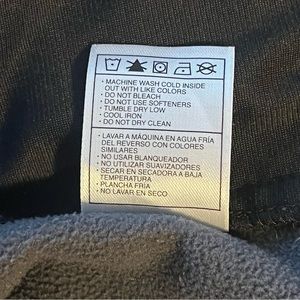 • MACHINE WASH COLD INSIDE
OUT WITH LIKE COLORS
• DO NOT BLEACH
• DO NOT USE SOFTENERS
• TUMBLE DRY LOW
• COOL IRON
• DO NOT DRY CLEAN
• LAVAR A MÁQUINA EN AGUA FRÍA
DEL REVERSO CON COLORES
SIMILARES
• NO USAR BLANQUEADOR
• NO UTILIZAR SUAVIZADORES
• SECAR EN SECADORA A BAJA
TEMPERATURA
• PLANCHA FRÍA
• NO LAVAR EN SECO